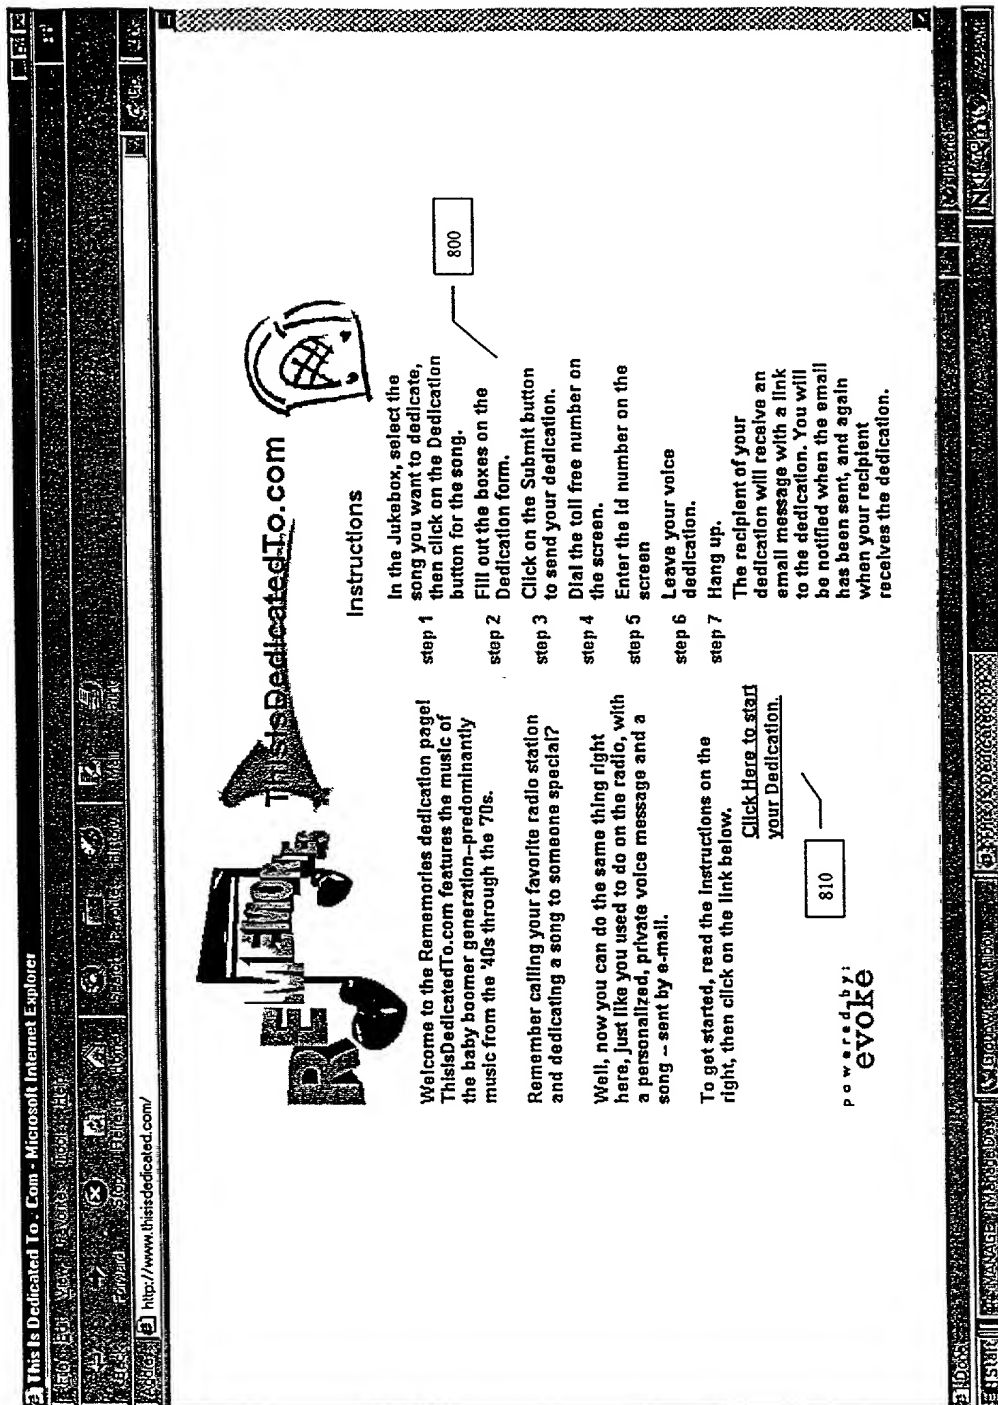 This Is Dedicated To . Com - Microsoft Internet Explorer
http://www.thisisdedicated.com/
REMEMORIES
ThisIsDedicatedTo.com
Welcome to the Rememories dedication page!
ThisIsDedicatedTo.com features the music of
the baby boomer generation--predominantly
music from the '40s through the '70s.
Remember calling your favorite radio station
and dedicating a song to someone special?
Well, now you can do the same thing right
here, just like you used to do on the radio, with
a personalized, private voice message and a
song -- sent by e-mail.
To get started, read the instructions on the
right, then click on the link below.
Click Here to start
your Dedication.
810
powered by:
evoke
Instructions
step 1 In the Jukebox, select the
song you want to dedicate,
then click on the Dedication
button for the song.
step 2 Fill out the boxes on the
Dedication form.
step 3 Click on the Submit button
to send your dedication.
step 4 Dial the toll free number on
the screen.
step 5 Enter the id number on the
screen
step 6 Leave your voice
dedication.
step 7 Hang up.
The recipient of your
dedication will receive an
email message with a link
to the dedication. You will
be notified when the email
has been sent, and again
when your recipient
receives the dedication.
800
Start